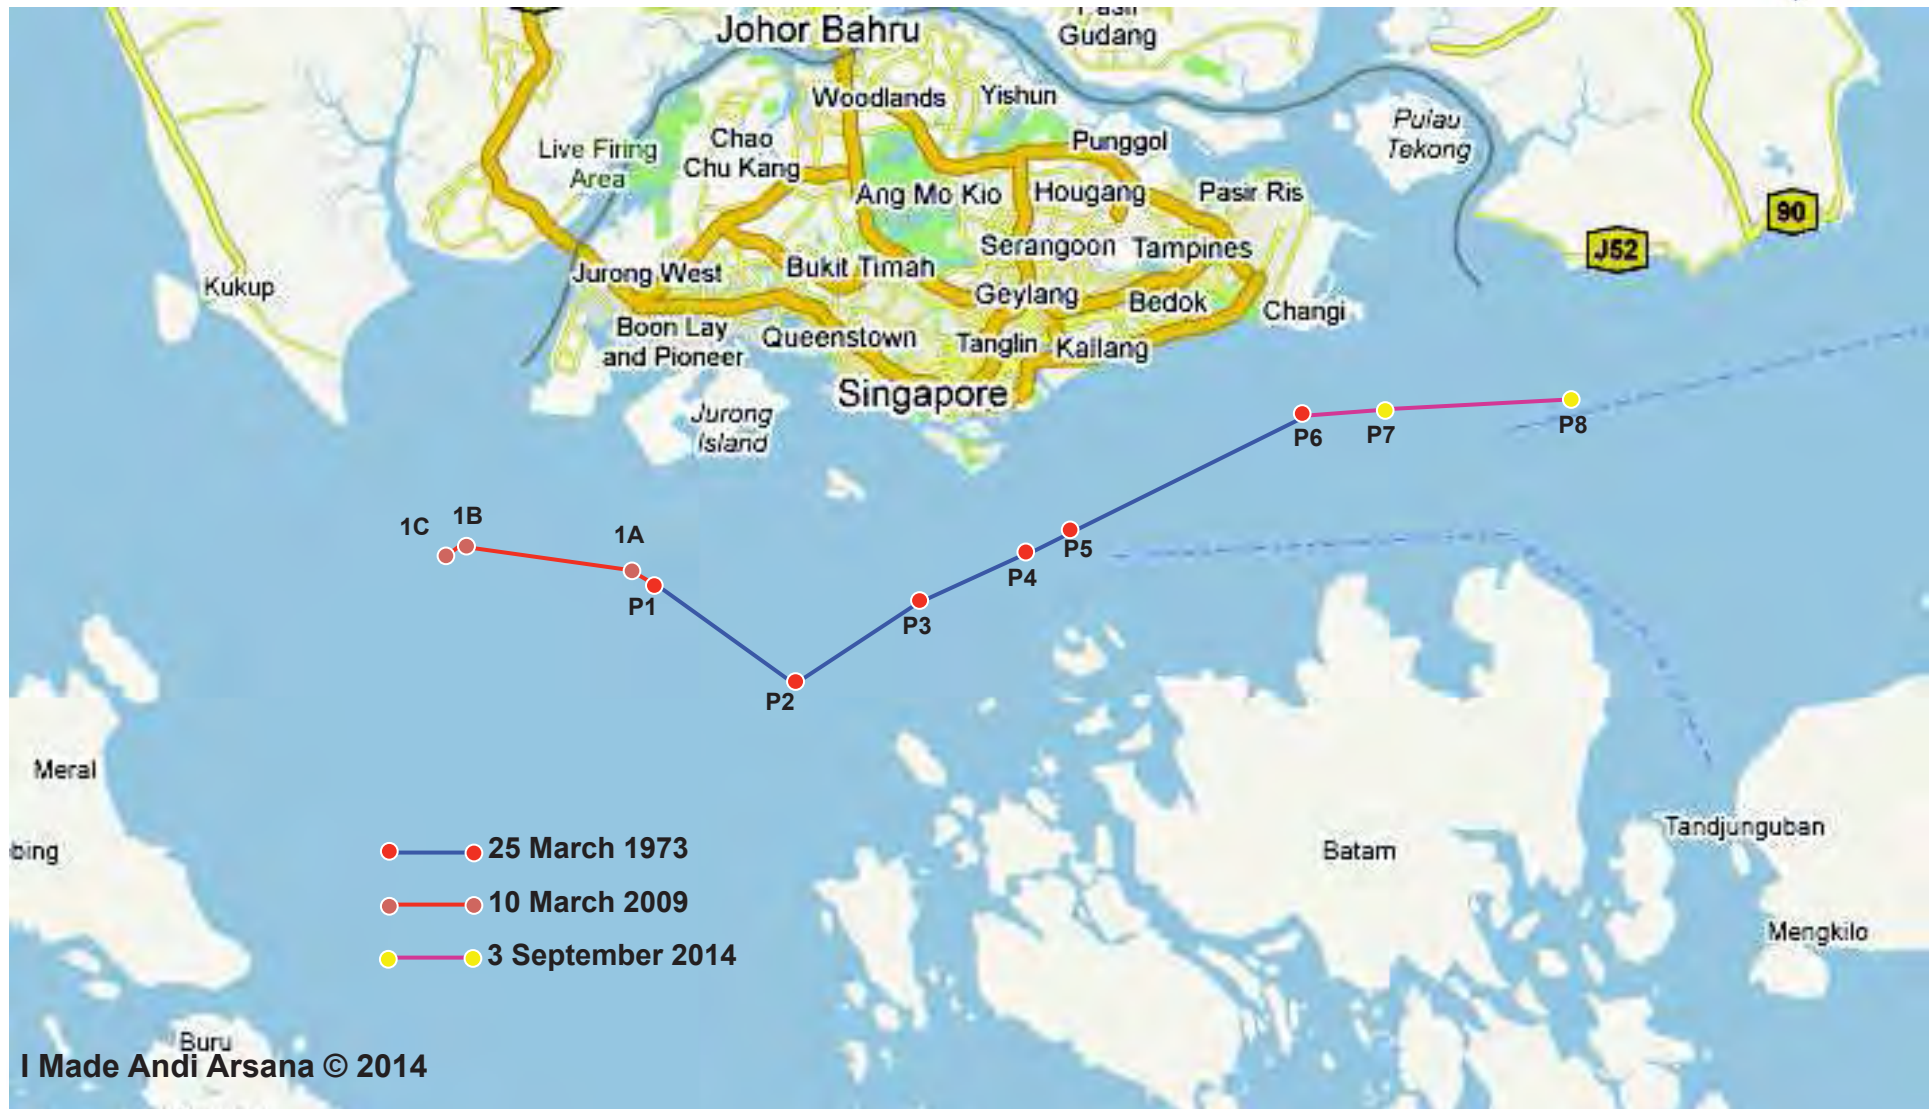 Johor Bahru
Gudang
Woodlands
Yishun
Pulau
Tekong
Live Firing
Area
Chao
Chu Kang
Punggol
Ang Mo Kio
Hougang
Pasir Ris
90
Serangoon
Tampines
J52
Kukup
Jurong West
Bukit Timah
Geylang
Bedok
Changi
Boon Lay
and Pioneer
Queenstown
Tanglin
Kallang
Singapore
Jurong
Island
P6
P7
P8
1C
1B
1A
P5
P4
P1
P3
P2
Meral
bing
25 March 1973
Batam
Tandjunguban
10 March 2009
Mengkilo
3 September 2014
Buru
I Made Andi Arsana © 2014